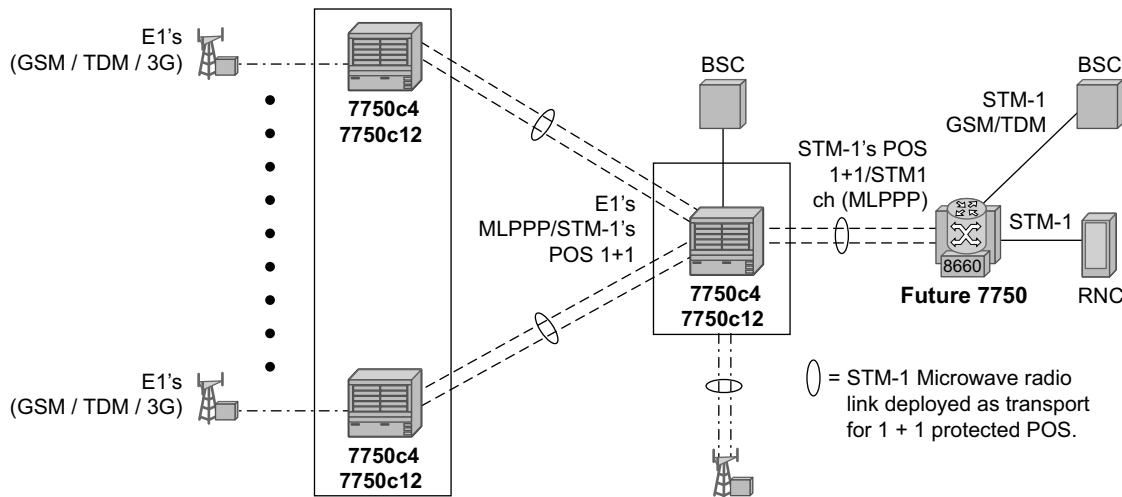 E1's
(GSM / TDM / 3G)
7750c4
7750c12
BSC
BSC
STM-1
GSM/TDM
STM-1's POS
1+1/STM1
ch (MLPPP)
E1's
MLPPP/STM-1's
POS 1+1
7750c4
7750c12
STM-1
8660
Future 7750
RNC
E1's
(GSM / TDM / 3G)
7750c4
7750c12
= STM-1 Microwave radio
link deployed as transport
for 1 + 1 protected POS.